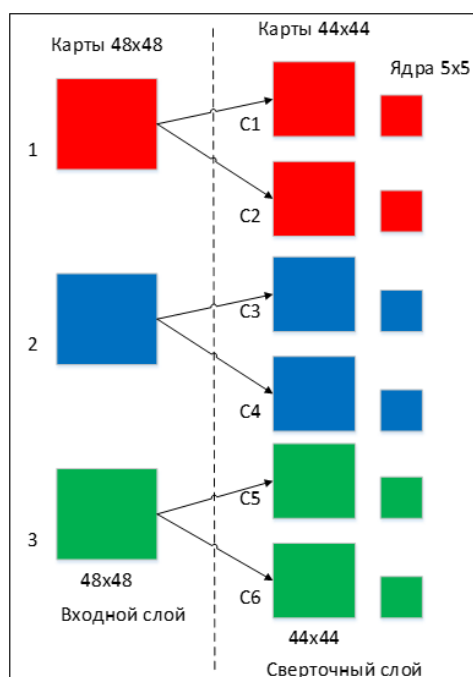 Карты 48x48
Карты 44x44
Ядра 5x5
1
C1
C2
2
C3
C4
3
C5
C6
48x48
44x44
Входной слой
Сверточный слой